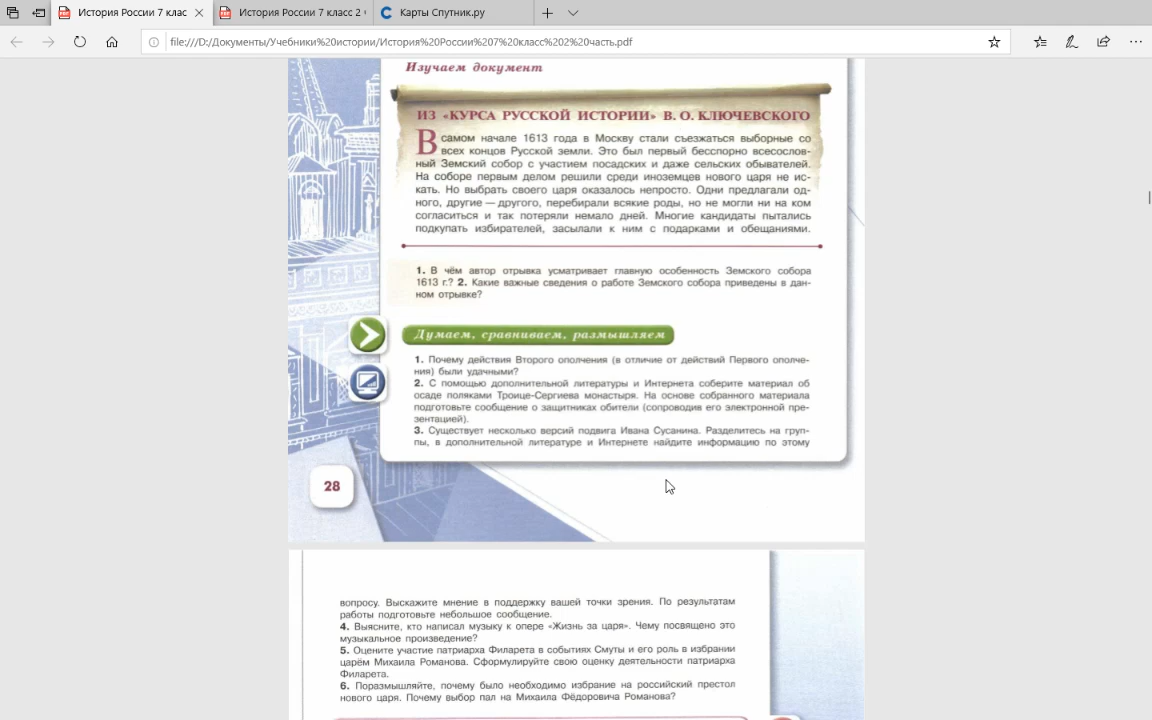 История России 7 клас
История России 7 класс 2
Карты Спутник.ру
file:///D:/Документы/Учебники%20истории/История%20России%207%20класс%202%20часть.pdf
Изучаем документ
ИЗ «КУРСА РУССКОЙ ИСТОРИИ» В. О. КЛЮЧЕВСКОГО
В самом начале 1613 года в Москву стали съезжаться выборные со
всех концов Русской земли. Это был первый бесспорно всесослов-
ный Земский собор с участием посадских и даже сельских обывателей.
На соборе первым делом решили среди иноземцев нового царя не ис-
кать. Но выбрать своего царя оказалось непросто. Одни предлагали од-
ного, другие — другого, перебирали всякие роды, но не могли ни на ком
согласиться и так потеряли немало дней. Многие кандидаты пытались
подкупать избирателей, засылали к ним с подарками и обещаниями.
1. В чём автор отрывка усматривает главную особенность Земского собора
1613 г.? 2. Какие важные сведения о работе Земского собора приведены в дан-
ном отрывке?
Думаем, сравниваем, размышляем
1. Почему действия Второго ополчения (в отличие от действий Первого ополче-
ния) были удачными?
2. С помощью дополнительной литературы и Интернета соберите материал об
осаде поляками Троице-Сергиева монастыря. На основе собранного материала
подготовьте сообщение о защитниках обители (сопроводив его электронной пре-
зентацией).
3. Существует несколько версий подвига Ивана Сусанина. Разделитесь на груп-
пы, в дополнительной литературе и Интернете найдите информацию по этому
28
вопросу. Выскажите мнение в поддержку вашей точки зрения. По результатам
работы подготовьте небольшое сообщение.
4. Выясните, кто написал музыку к опере «Жизнь за царя». Чему посвящено это
музыкальное произведение?
5. Оцените участие патриарха Филарета в событиях Смуты и его роль в избрании
царём Михаила Романова. Сформулируйте свою оценку деятельности патриарха
Филарета.
6. Поразмышляйте, почему было необходимо избрание на российский престол
нового царя. Почему выбор пал на Михаила Фёдоровича Романова?